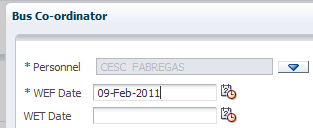 Bus Co-ordinator
* Personnel CESC FABREGAS
* WEF Date 09-Feb-2011
WET Date